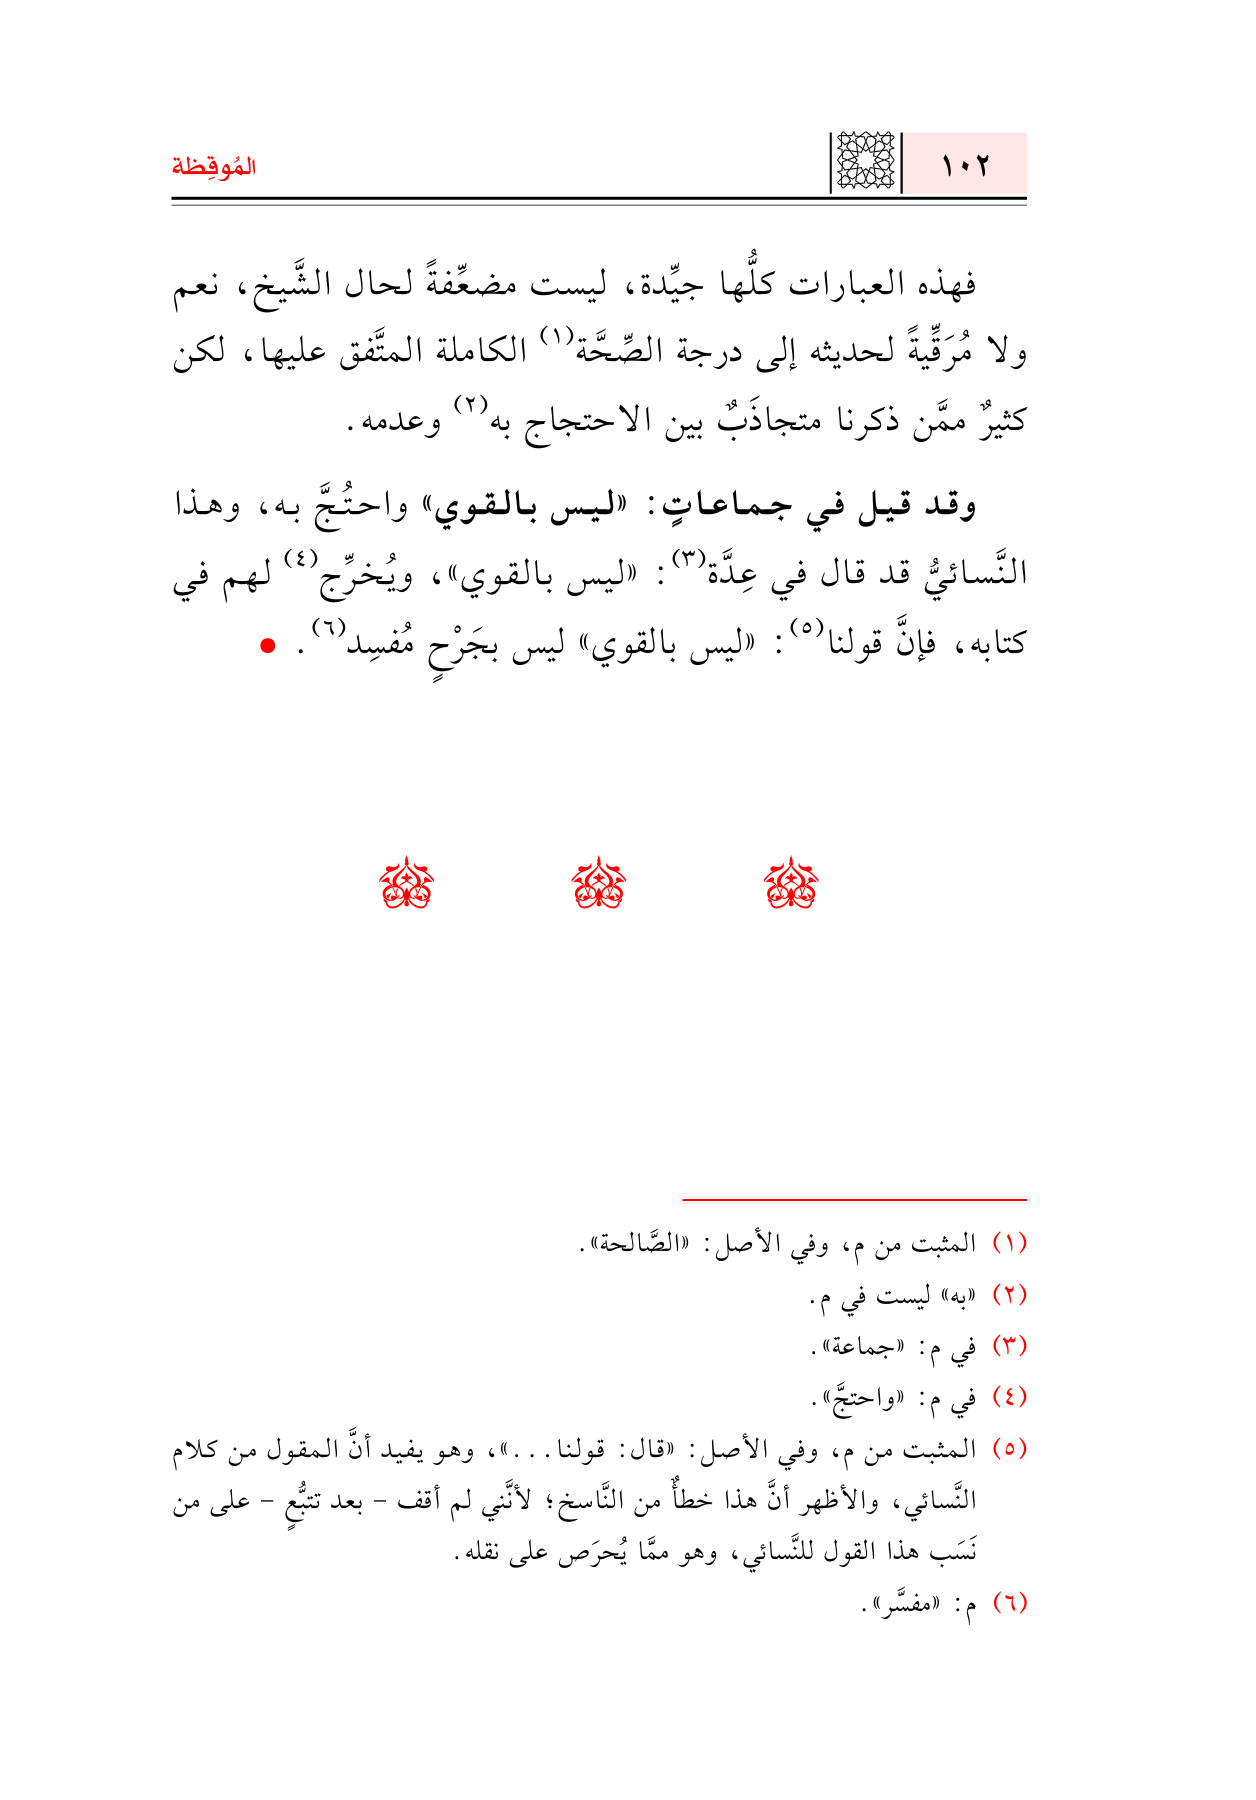 ١٠٢
المُوقِظة
فهذه العبارات كلُّها جيِّدة، ليست مضعِّفةً لحال الشَّيخ، نعم
ولا مُرَقِّيةً لحديثه إلى درجة الصِّحَّة(١) الكاملة المتَّفق عليها، لكن
كثيرٌ ممَّن ذكرنا متجاذَبٌ بين الاحتجاج به(٢) وعدمه.
وقد قيل في جماعاتٍ: «ليس بالقوي» واحتُجَّ به، وهذا
النَّسائيُّ قد قال في عِدَّة(٣): «ليس بالقوي»، ويُخرِّج(٤) لهم في
كتابه، فإنَّ قولنا(٥): «ليس بالقوي» ليس بجَرْحٍ مُفسِد(٦).
(١) المثبت من م، وفي الأصل: «الصَّالحة».
(٢) «به» ليست في م.
(٣) في م: «جماعة».
(٤) في م: «واحتجَّ».
(٥) المثبت من م، وفي الأصل: «قال: قولنا...»، وهو يفيد أنَّ المقول من كلام
النَّسائي، والأظهر أنَّ هذا خطأٌ من النَّاسخ؛ لأنَّني لم أقف - بعد تتبُّعٍ - على من
نَسَب هذا القول للنَّسائي، وهو ممَّا يُحرَص على نقله.
(٦) م: «مفسَّر».